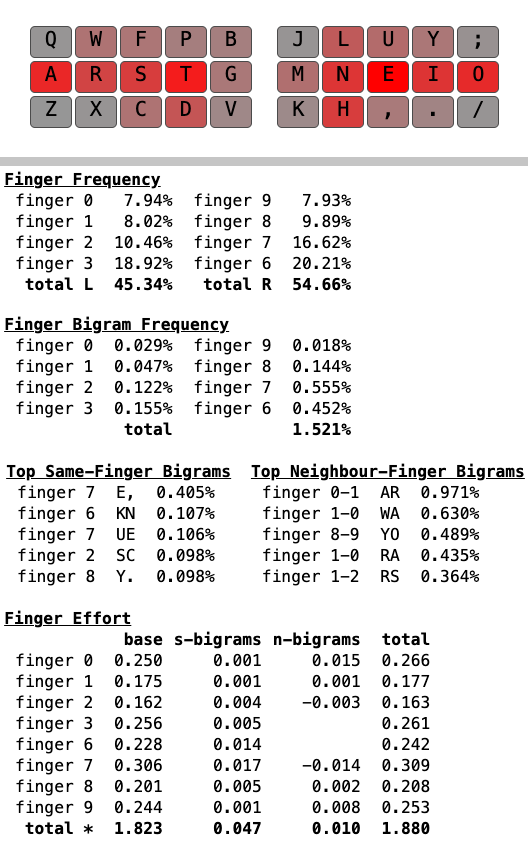 Q W F P B J L U Y ;
A R S T G M N E I O
Z X C D V K H , . /
Finger Frequency
finger 0 7.94% finger 9 7.93%
finger 1 8.02% finger 8 9.89%
finger 2 10.46% finger 7 16.62%
finger 3 18.92% finger 6 20.21%
total L 45.34% total R 54.66%
Finger Bigram Frequency
finger 0 0.029% finger 9 0.018%
finger 1 0.047% finger 8 0.144%
finger 2 0.122% finger 7 0.555%
finger 3 0.155% finger 6 0.452%
total 1.521%
Top Same-Finger Bigrams Top Neighbour-Finger Bigrams
finger 7 E, 0.405% finger 0-1 AR 0.971%
finger 6 KN 0.107% finger 1-0 WA 0.630%
finger 7 UE 0.106% finger 8-9 YO 0.489%
finger 2 SC 0.098% finger 1-0 RA 0.435%
finger 8 Y. 0.098% finger 1-2 RS 0.364%
Finger Effort
base s-bigrams n-bigrams total
finger 0 0.250 0.001 0.015 0.266
finger 1 0.175 0.001 0.001 0.177
finger 2 0.162 0.004 -0.003 0.163
finger 3 0.256 0.005 0.261
finger 6 0.228 0.014 0.242
finger 7 0.306 0.017 -0.014 0.309
finger 8 0.201 0.005 0.002 0.208
finger 9 0.244 0.001 0.008 0.253
total * 1.823 0.047 0.010 1.880